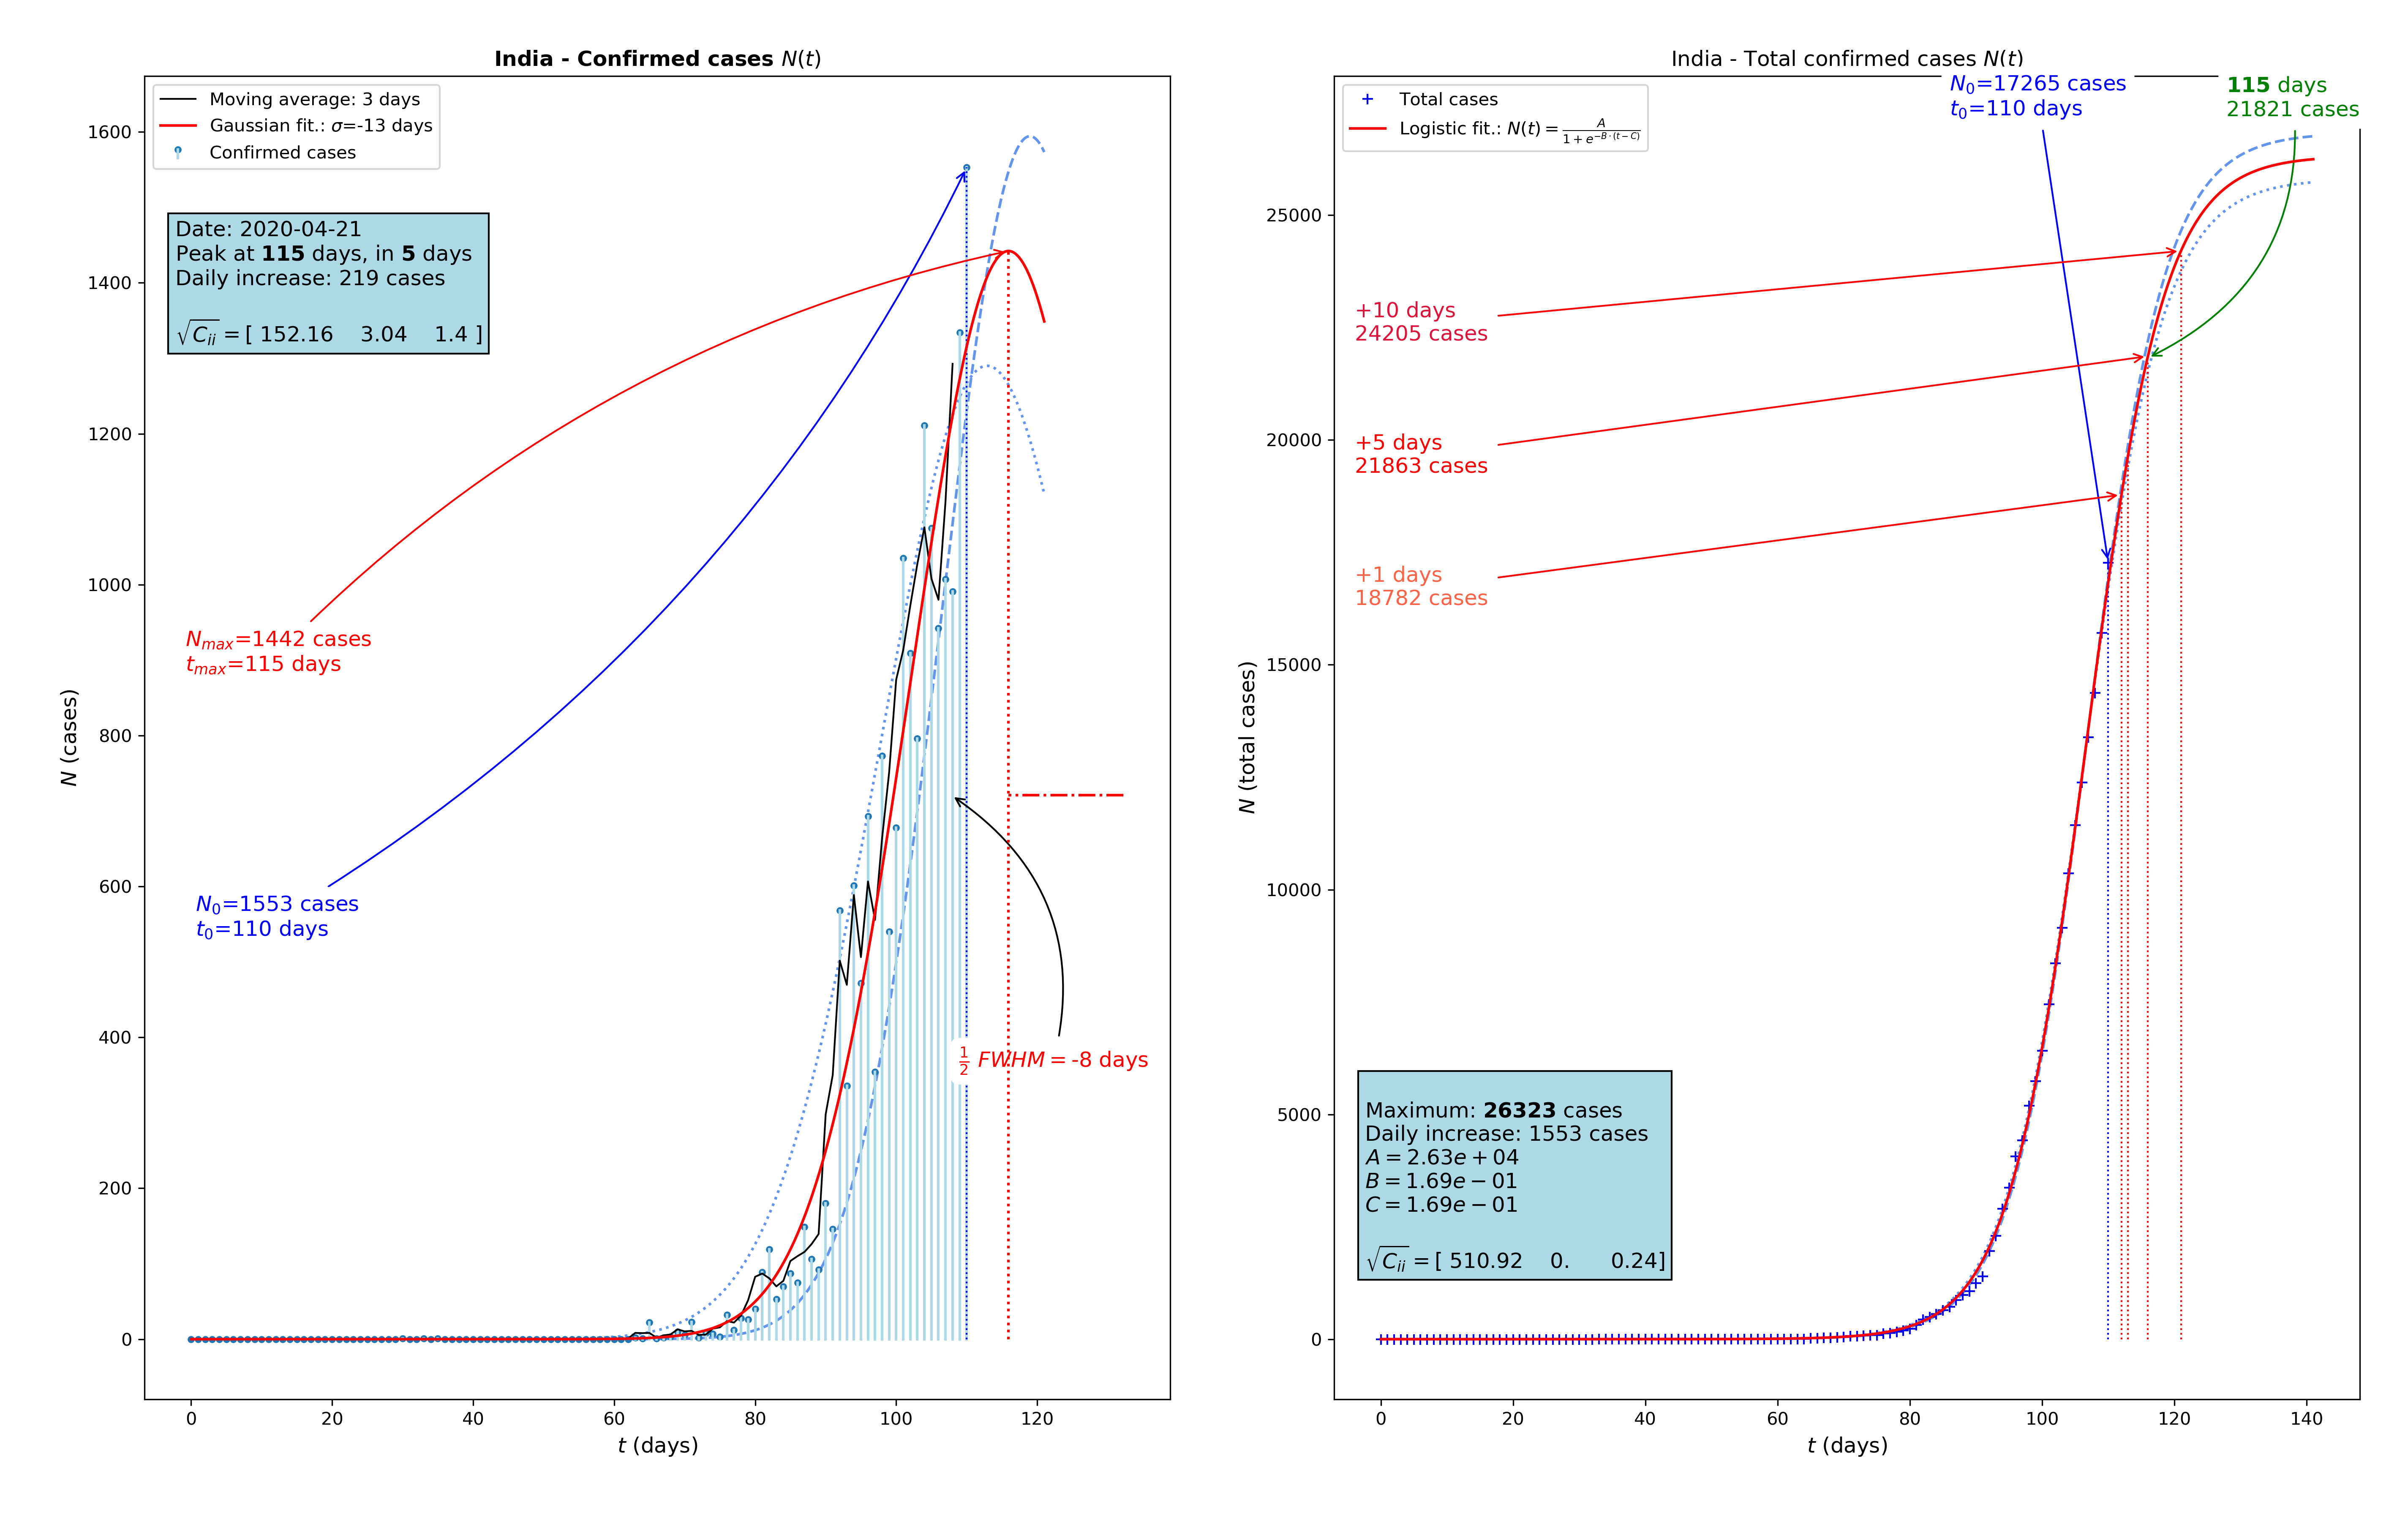 India - Confirmed cases N(t)
Moving average: 3 days
Gaussian fit.: σ=-13 days
Confirmed cases
Date: 2020-04-21
Peak at 115 days, in 5 days
Daily increase: 219 cases
√C_ii = [ 152.16 3.04 1.4 ]
N_max=1442 cases
t_max=115 days
N_0=1553 cases
t_0=110 days
1/2 FWHM = -8 days
N (cases)
1600
1400
1200
1000
800
600
400
200
0
0 20 40 60 80 100 120
t (days)
India - Total confirmed cases N(t)
N_0=17265 cases
t_0=110 days
115 days
21821 cases
Total cases
Logistic fit.: N(t) = A / (1 + e^(-B·(t-C)))
+10 days
24205 cases
+5 days
21863 cases
+1 days
18782 cases
Maximum: 26323 cases
Daily increase: 1553 cases
A = 2.63e + 04
B = 1.69e − 01
C = 1.69e − 01
√C_ii = [ 510.92 0. 0.24]
N (total cases)
25000
20000
15000
10000
5000
0
0 20 40 60 80 100 120 140
t (days)